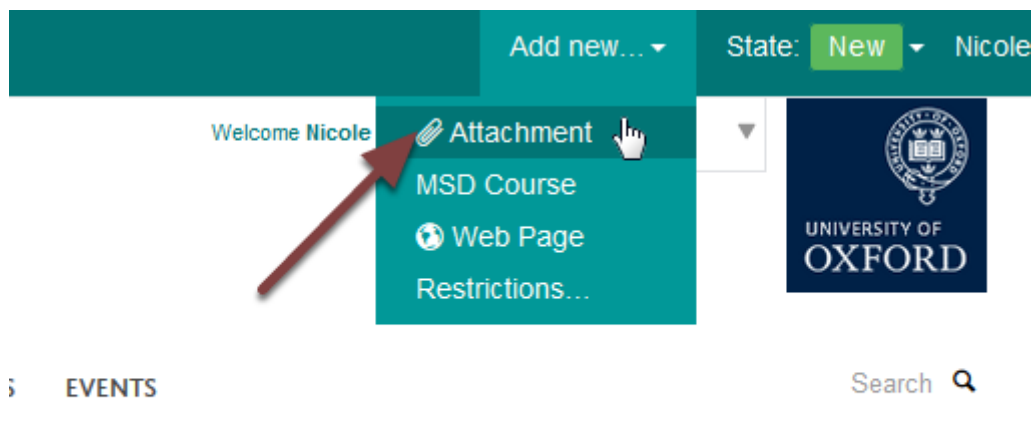 Add new...
State: New
Nicole
Welcome Nicole
Attachment
MSD Course
Web Page
Restrictions...
UNIVERSITY OF
OXFORD
S EVENTS
Search